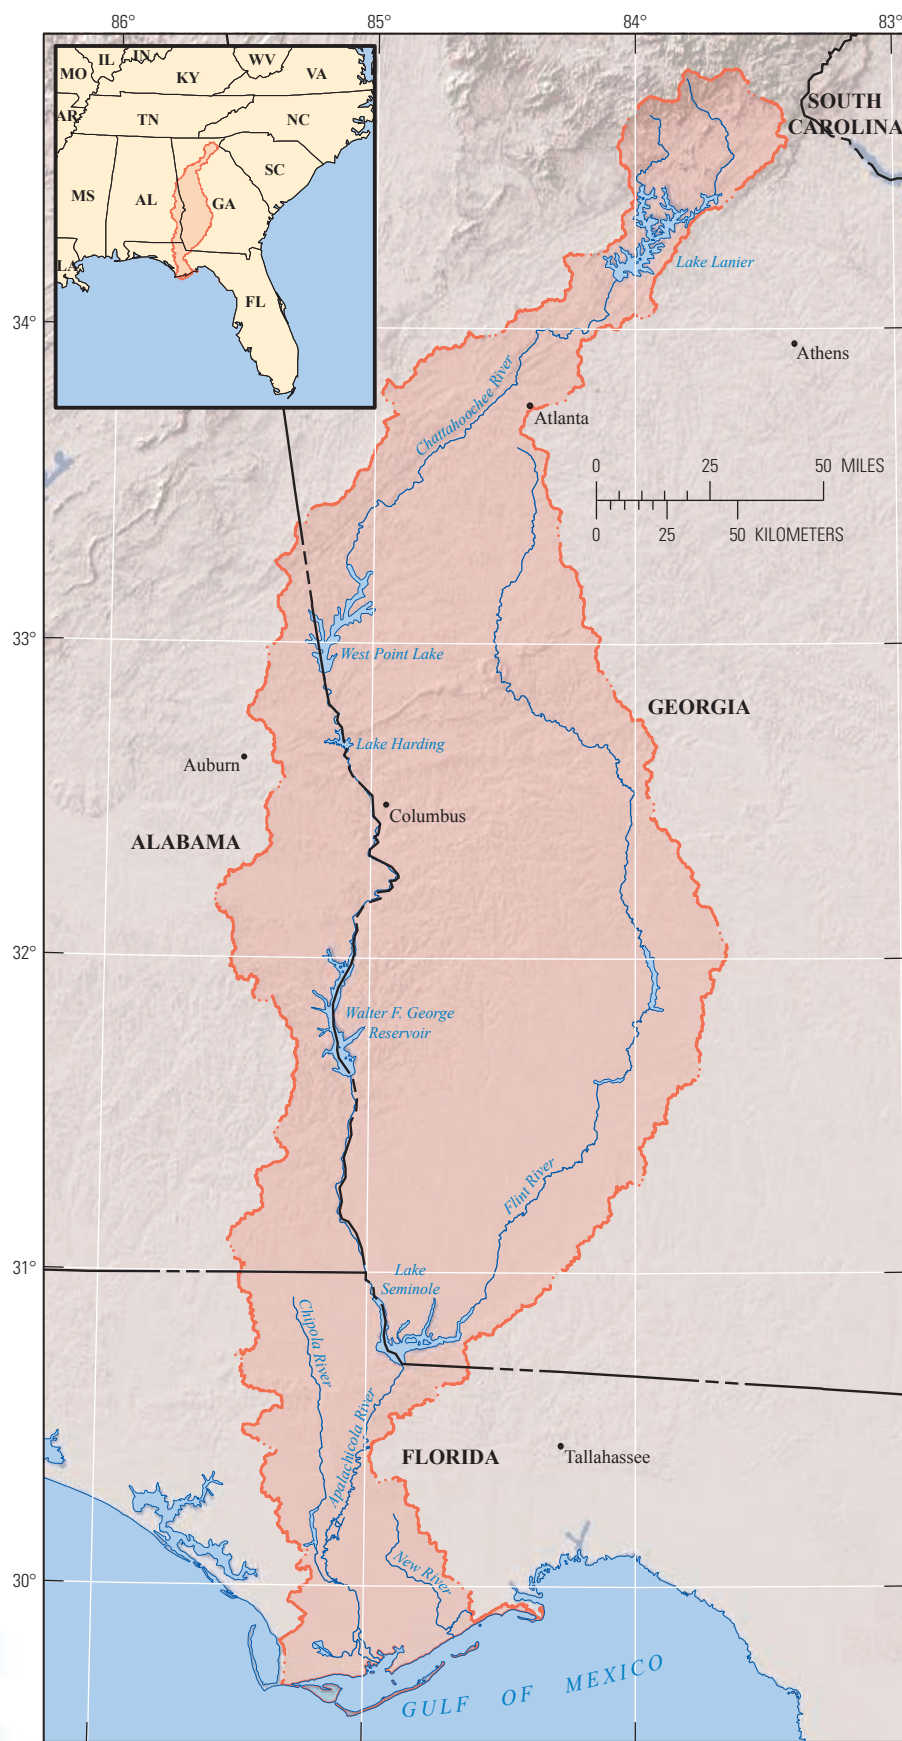 86°
85°
84°
83°
MO
IL
IN
KY
WV
VA
AR
TN
NC
SC
MS
AL
GA
LA
FL
SOUTH
CAROLINA
Lake Lanier
34°
Athens
Chattahoochee River
Atlanta
0 25 50 MILES
0 25 50 KILOMETERS
33°
West Point Lake
GEORGIA
Lake Harding
Auburn
Columbus
ALABAMA
32°
Walter F. George
Reservoir
Flint River
31°
Lake
Seminole
Chipola River
Apalachicola River
FLORIDA
Tallahassee
New River
30°
GULF OF MEXICO